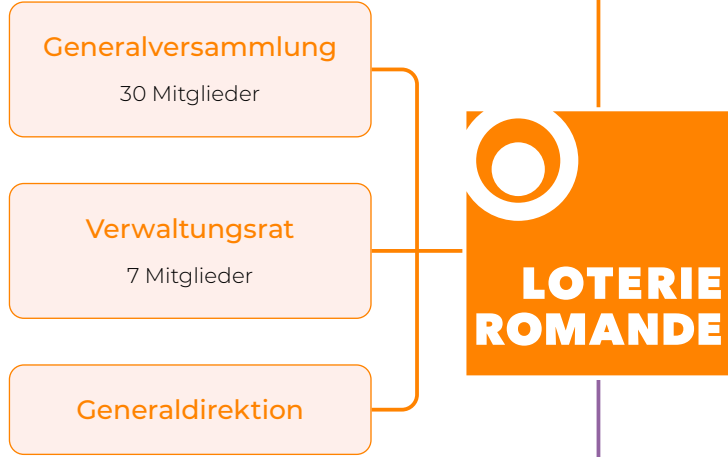 Generalversammlung
30 Mitglieder
Verwaltungsrat
7 Mitglieder
Generaldirektion
LOTERIE
ROMANDE